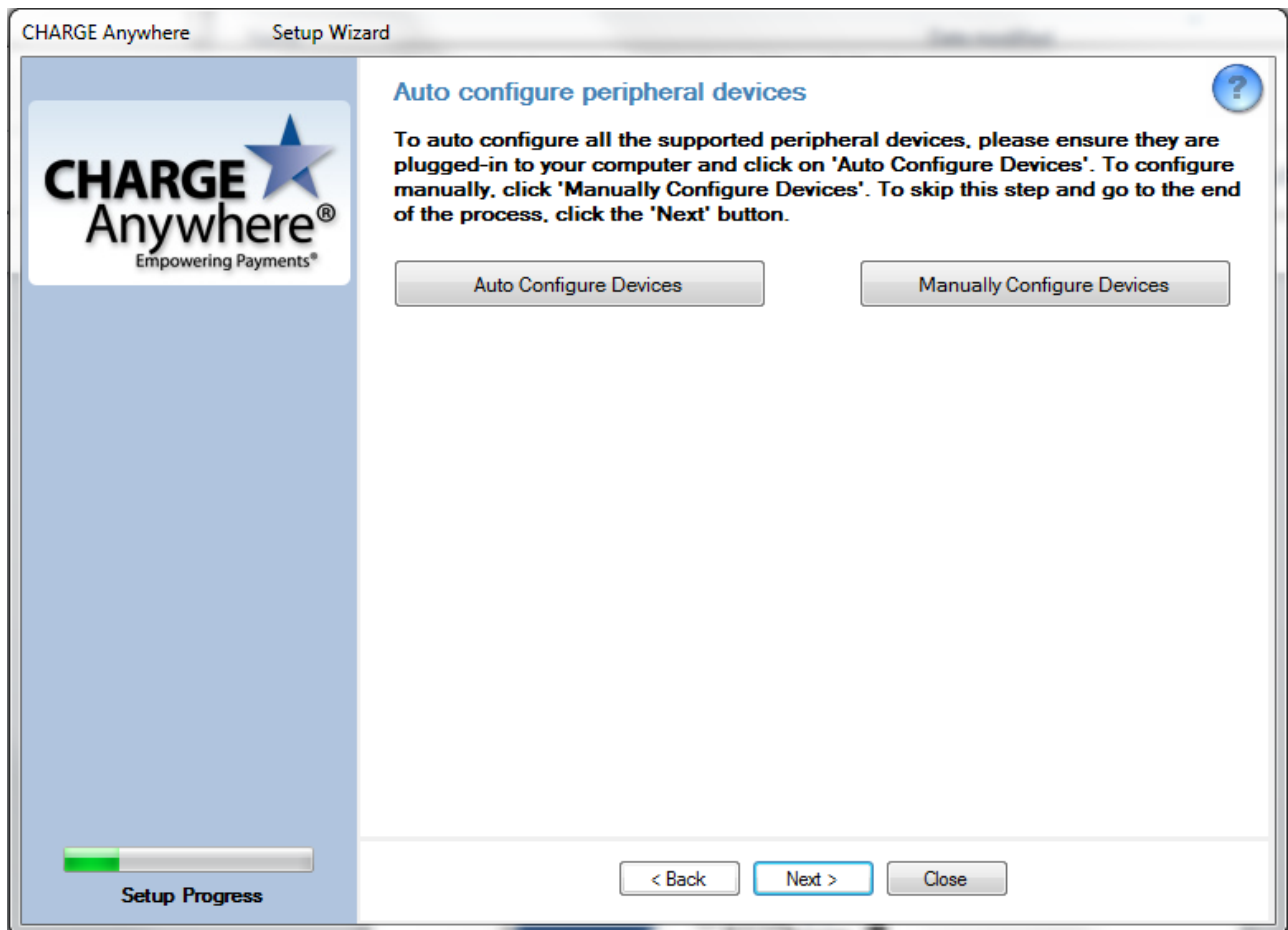 CHARGE Anywhere Setup Wizard
CHARGE
Anywhere®
Empowering Payments®
Auto configure peripheral devices
?
To auto configure all the supported peripheral devices, please ensure they are
plugged-in to your computer and click on 'Auto Configure Devices'. To configure
manually, click 'Manually Configure Devices'. To skip this step and go to the end
of the process, click the 'Next' button.
Auto Configure Devices
Manually Configure Devices
Setup Progress
< Back
Next >
Close